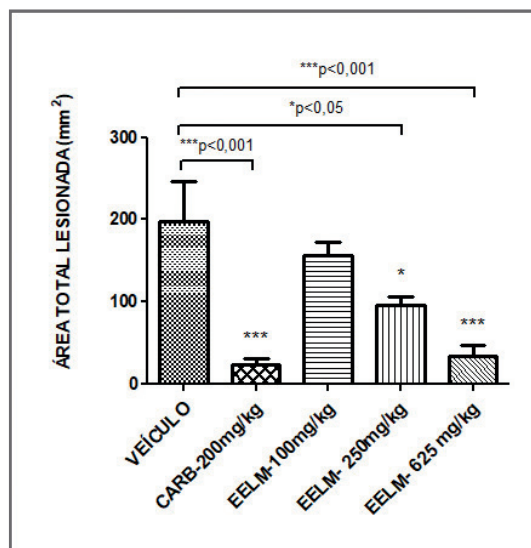 ***p<0,001
*p<0,05
***p<0,001
ÁREA TOTAL LESIONADA (mm²)
300
200
100
0
***
*
***
VEÍCULO
CARB-200mg/kg
EELM-100mg/kg
EELM- 250mg/kg
EELM- 625 mg/kg